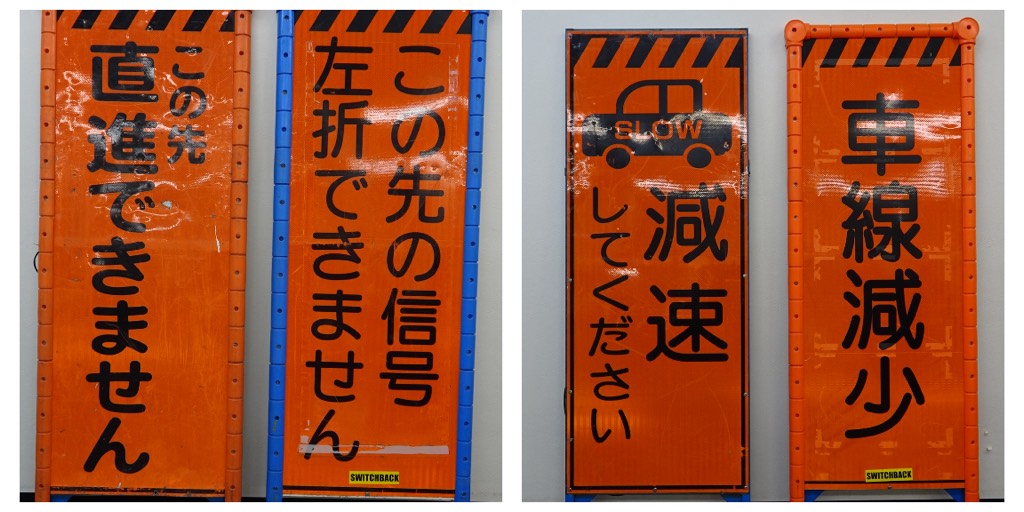 この先
直進できません
この先の信号
左折できません
SWITCHBACK
SLOW
減速
してください
車線減少
SWITCHBACK